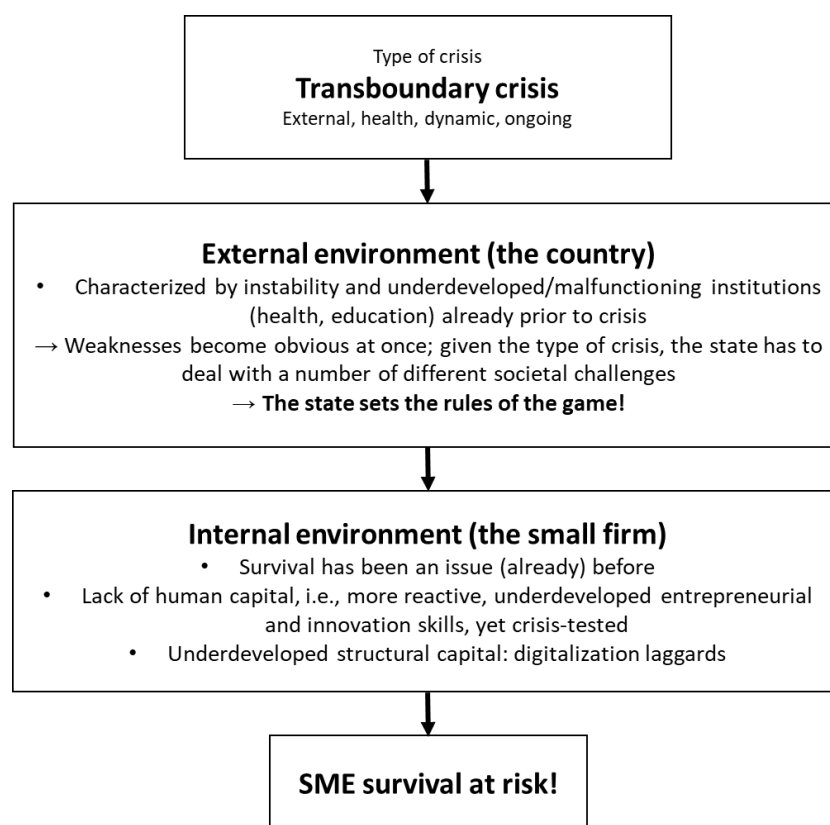 Type of crisis
Transboundary crisis
External, health, dynamic, ongoing
External environment (the country)
• Characterized by instability and underdeveloped/malfunctioning institutions
(health, education) already prior to crisis
→ Weaknesses become obvious at once; given the type of crisis, the state has to
deal with a number of different societal challenges
→ The state sets the rules of the game!
Internal environment (the small firm)
• Survival has been an issue (already) before
• Lack of human capital, i.e., more reactive, underdeveloped entrepreneurial
and innovation skills, yet crisis-tested
• Underdeveloped structural capital: digitalization laggards
SME survival at risk!